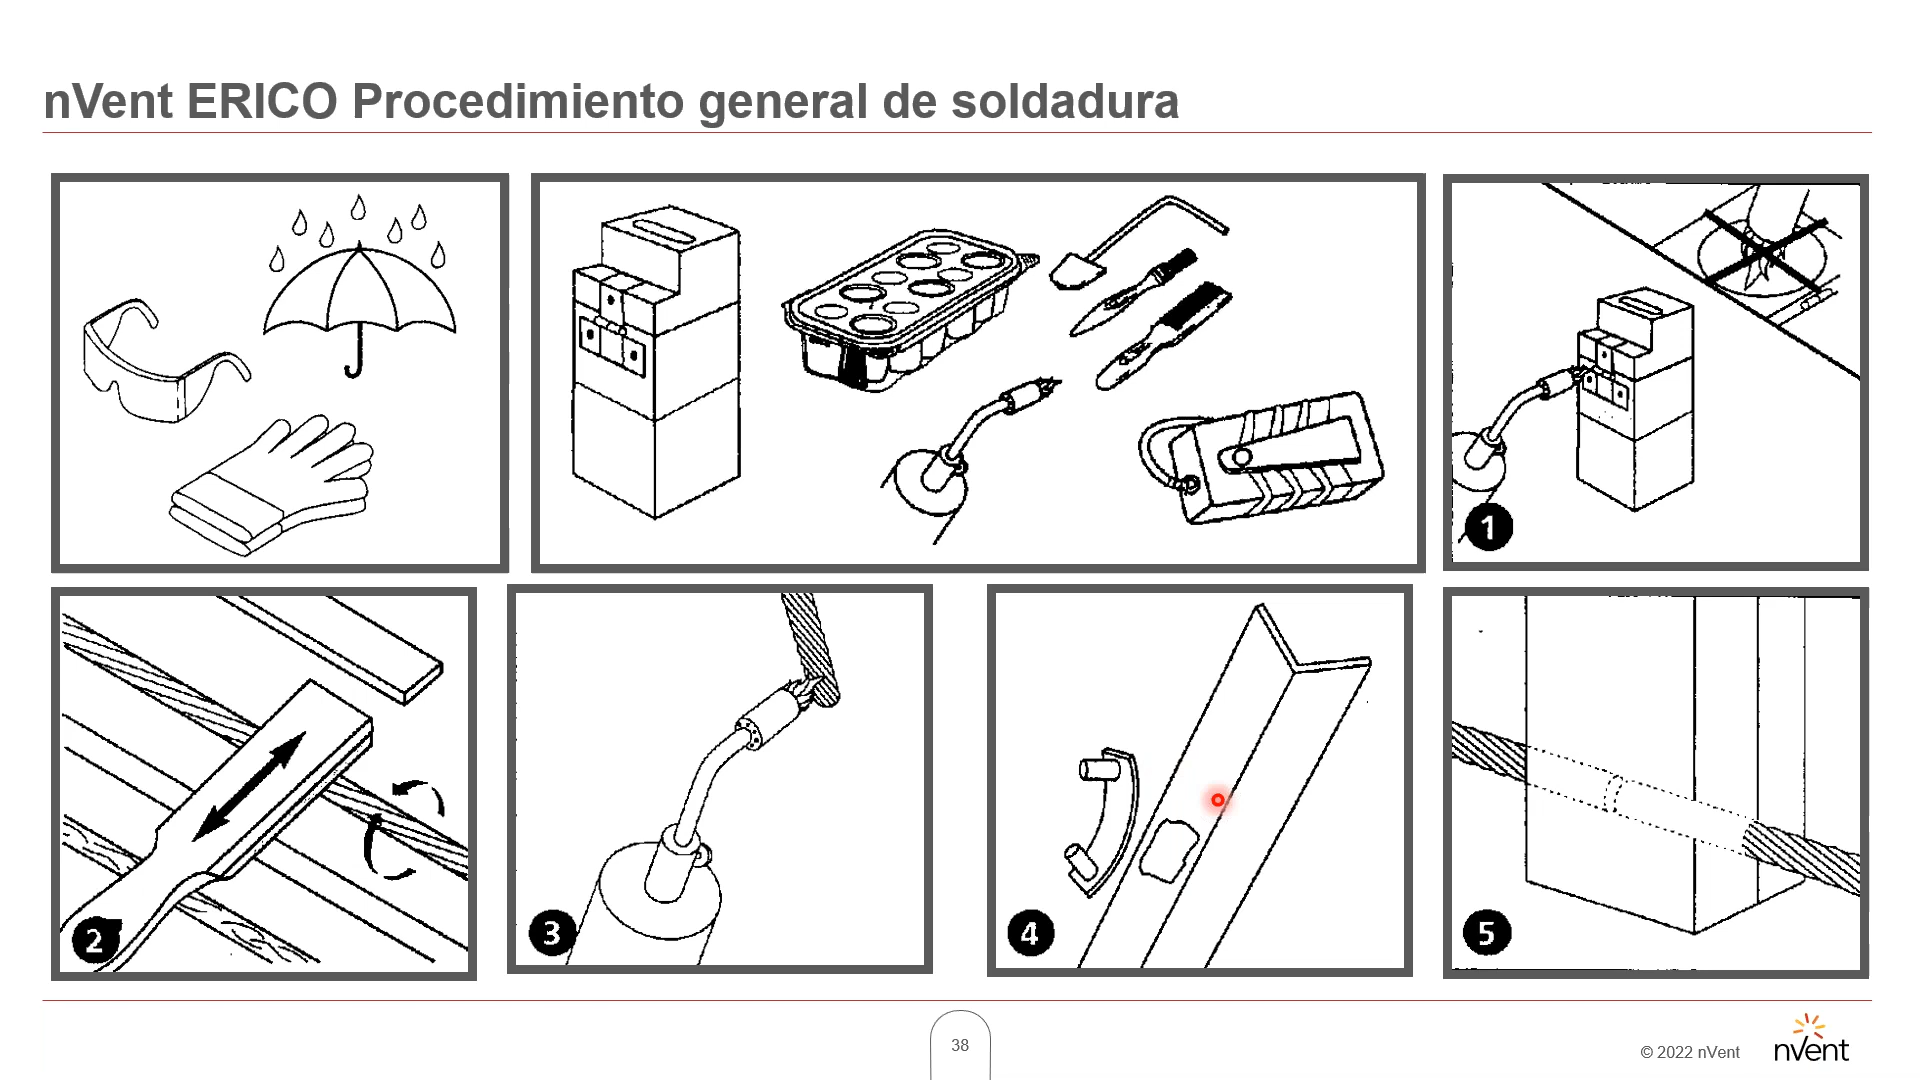 nVent ERICO Procedimiento general de soldadura
1
2
3
4
5
38
© 2022 nVent
nVent